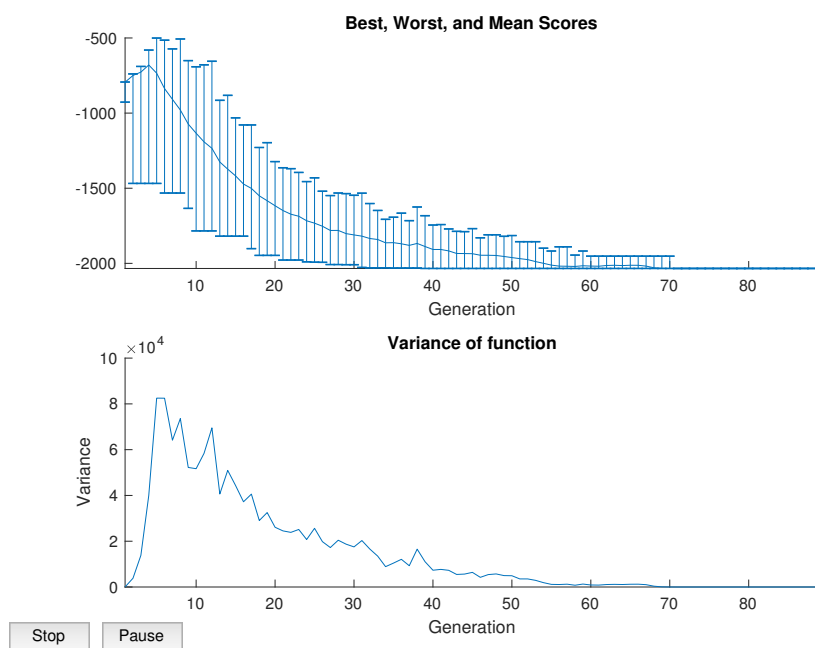 Best, Worst, and Mean Scores
-500
-1000
-1500
-2000
10 20 30 40 50 60 70 80
Generation
Variance of function
×10^4
10
8
6
4
2
0
Variance
10 20 30 40 50 60 70 80
Generation
Stop Pause